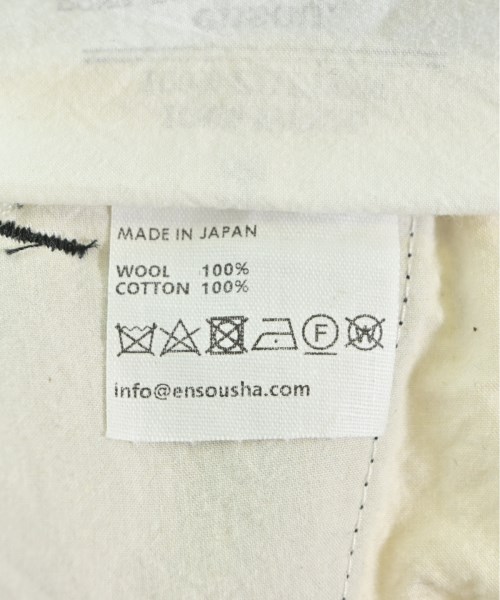 MADE IN JAPAN
WOOL 100%
COTTON 100%
F W
info@ensousha.com